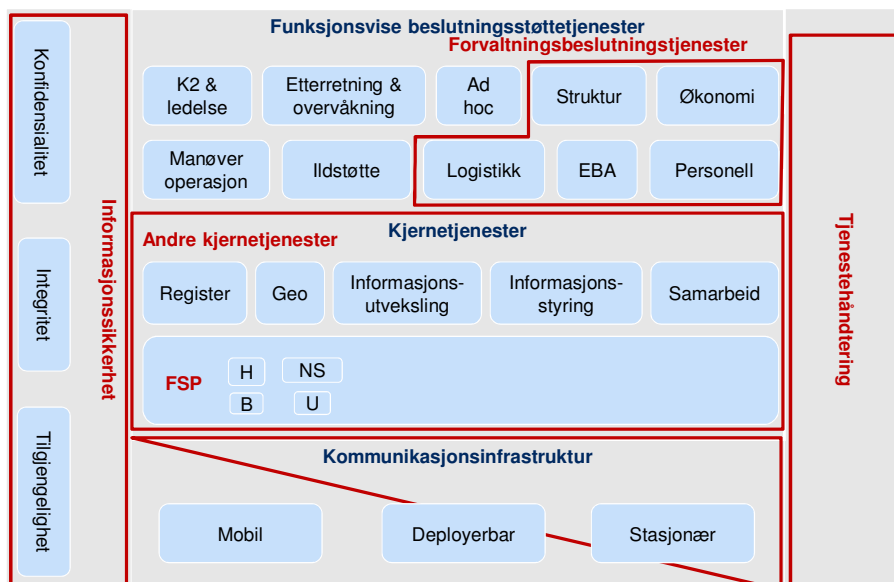 Funksjonsvise beslutningsstøttetjenester
Forvaltningsbeslutningstjenester
K2 &
ledelse
Etterretning &
overvåkning
Ad
hoc
Struktur
Økonomi
Manøver
operasjon
Ildstøtte
Logistikk
EBA
Personell
Konfidensialitet
Integritet
Tilgjengelighet
Informasjonssikkerhet
Kjernetjenester
Andre kjernetjenester
Register
Geo
Informasjons-
utveksling
Informasjons-
styring
Samarbeid
FSP
H
NS
B
U
Kommunikasjonsinfrastruktur
Mobil
Deployerbar
Stasjonær
Tjenestehåndtering